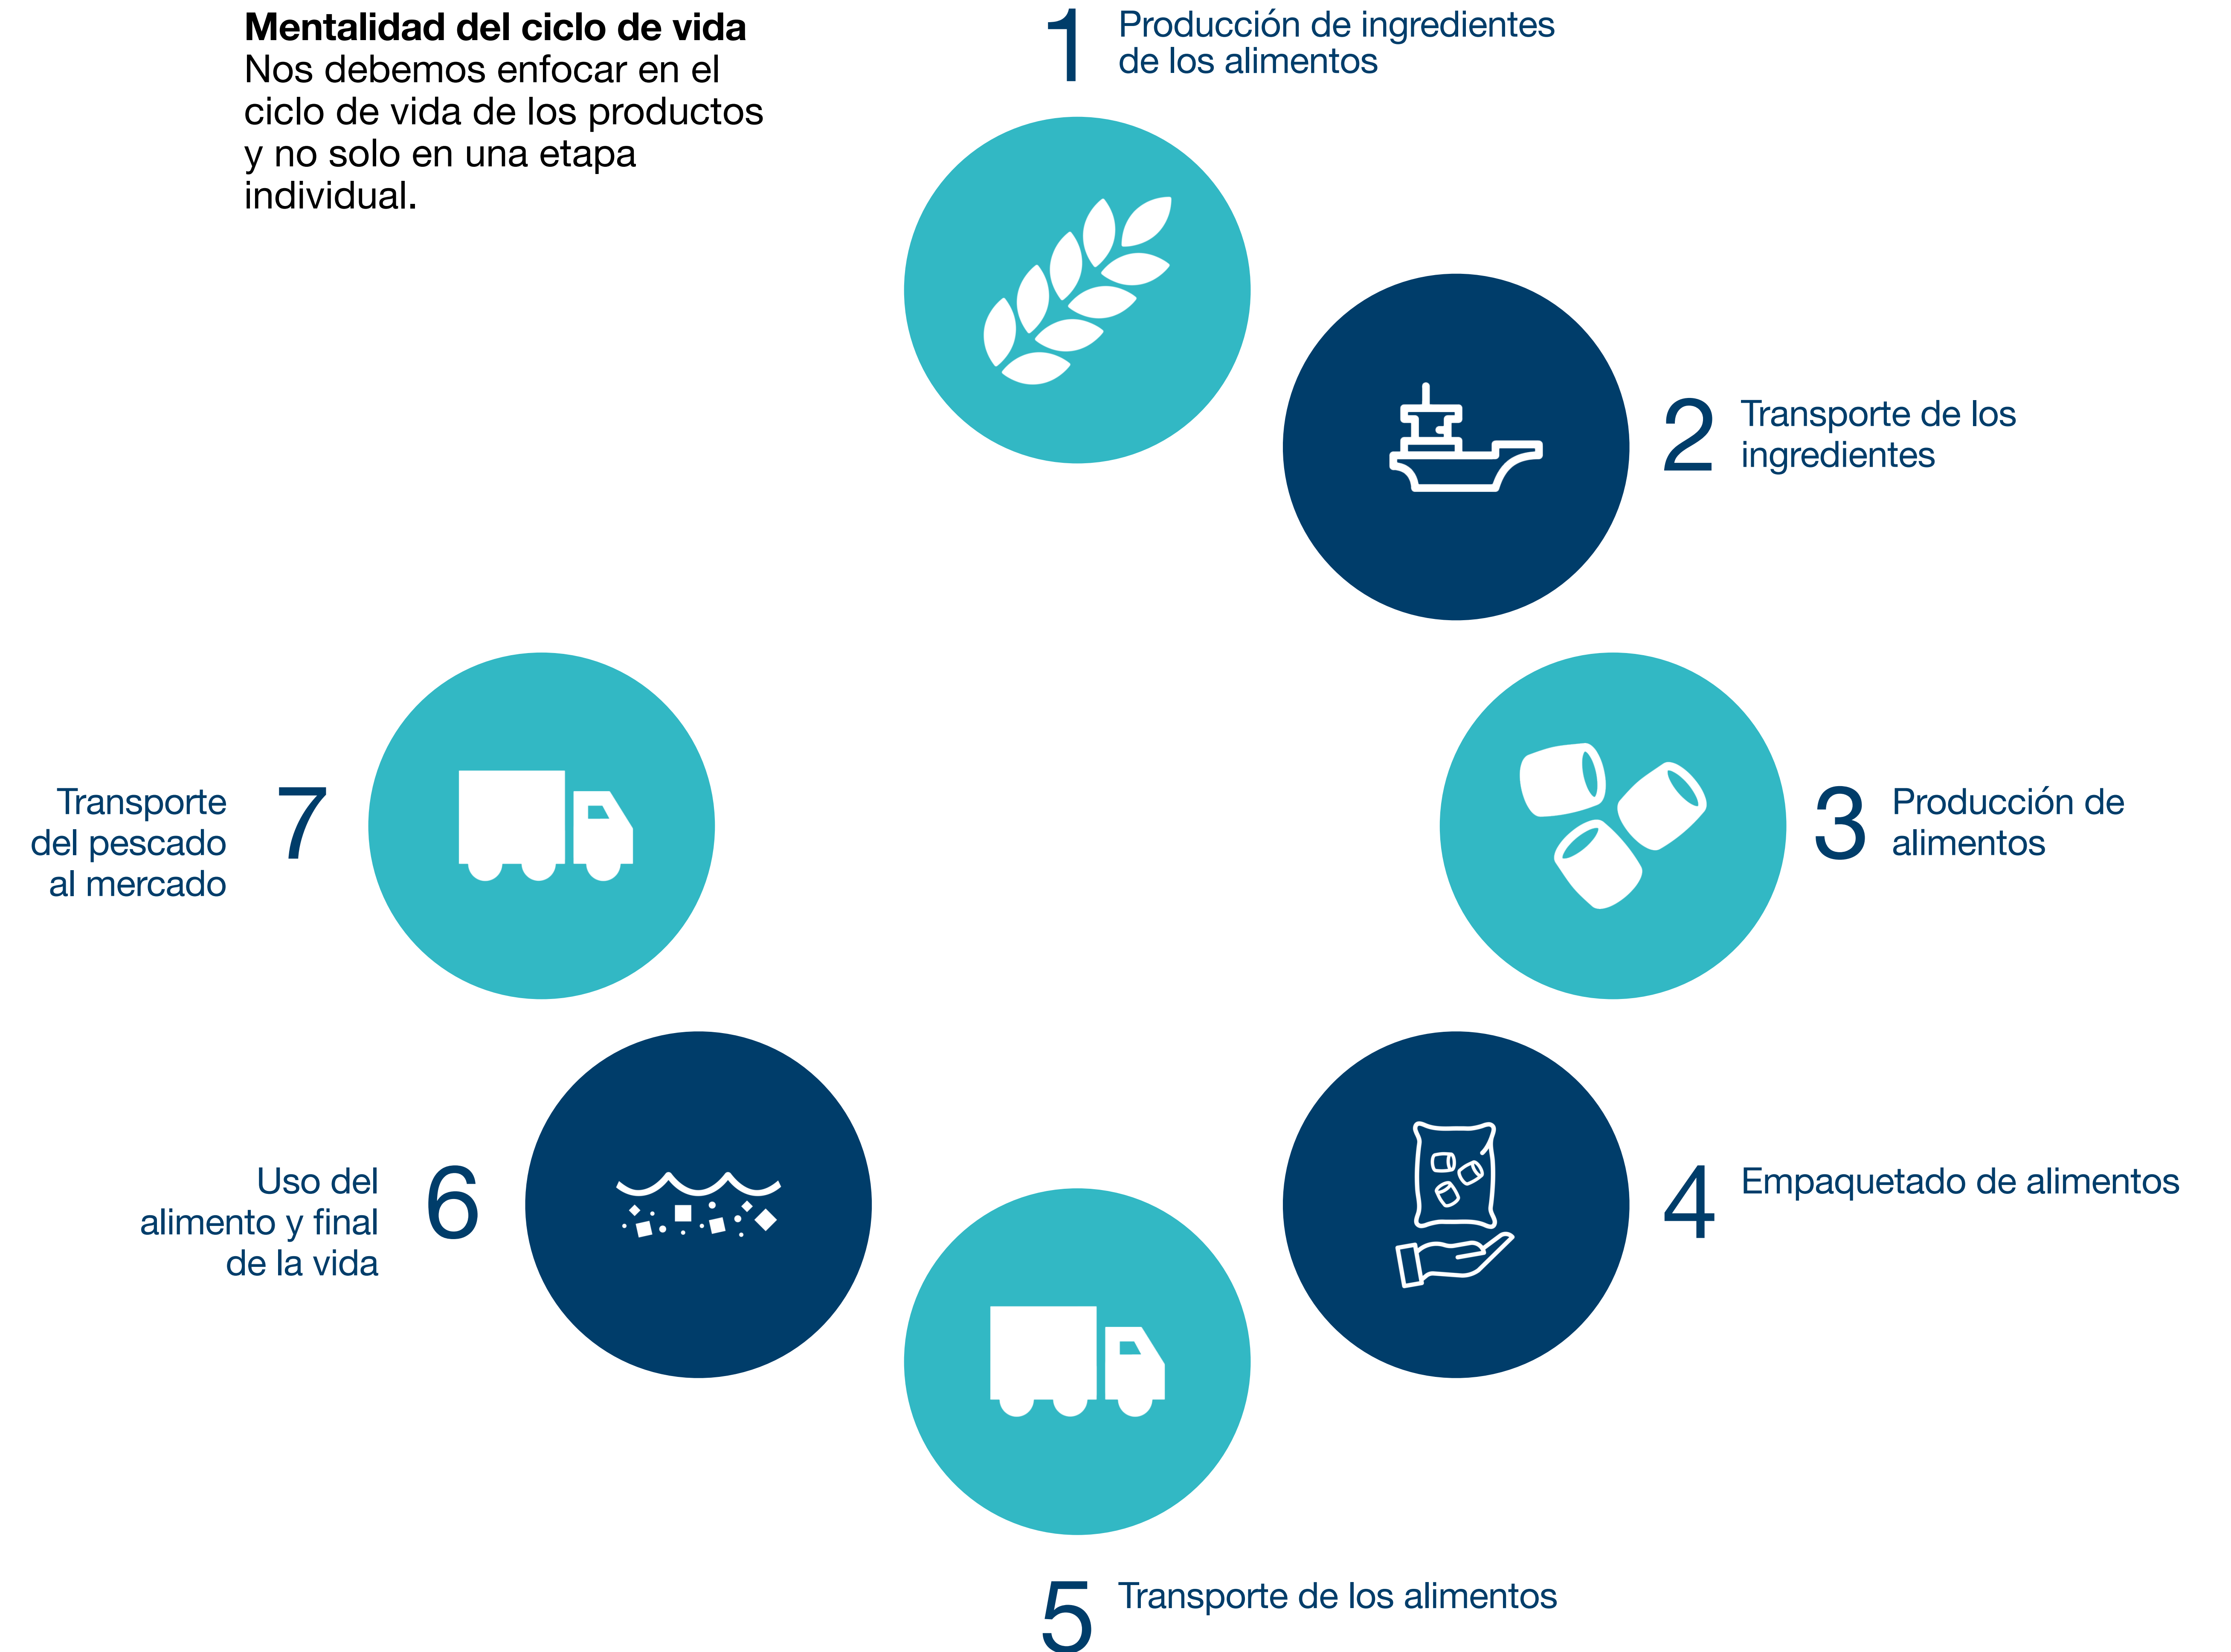 Mentalidad del ciclo de vida
Nos debemos enfocar en el
ciclo de vida de los productos
y no solo en una etapa
individual.
1 Producción de ingredientes
de los alimentos
2 Transporte de los
ingredientes
3 Producción de
alimentos
4 Empaquetado de alimentos
5 Transporte de los alimentos
6 Uso del
alimento y final
de la vida
7 Transporte
del pescado
al mercado